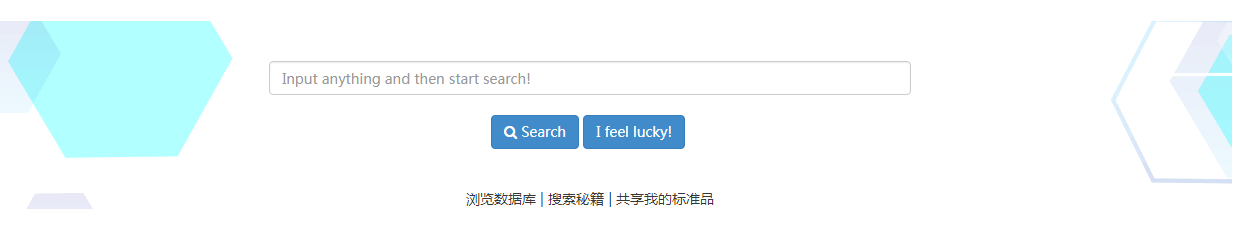 Input anything and then start search!
Search I feel lucky!
浏览数据库 | 搜索秘籍 | 共享我的标准品